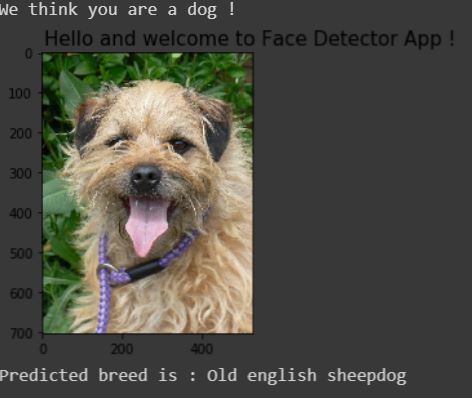 We think you are a dog !
Hello and welcome to Face Detector App !
0
100
200
300
400
500
600
700
0 200 400
Predicted breed is : Old english sheepdog